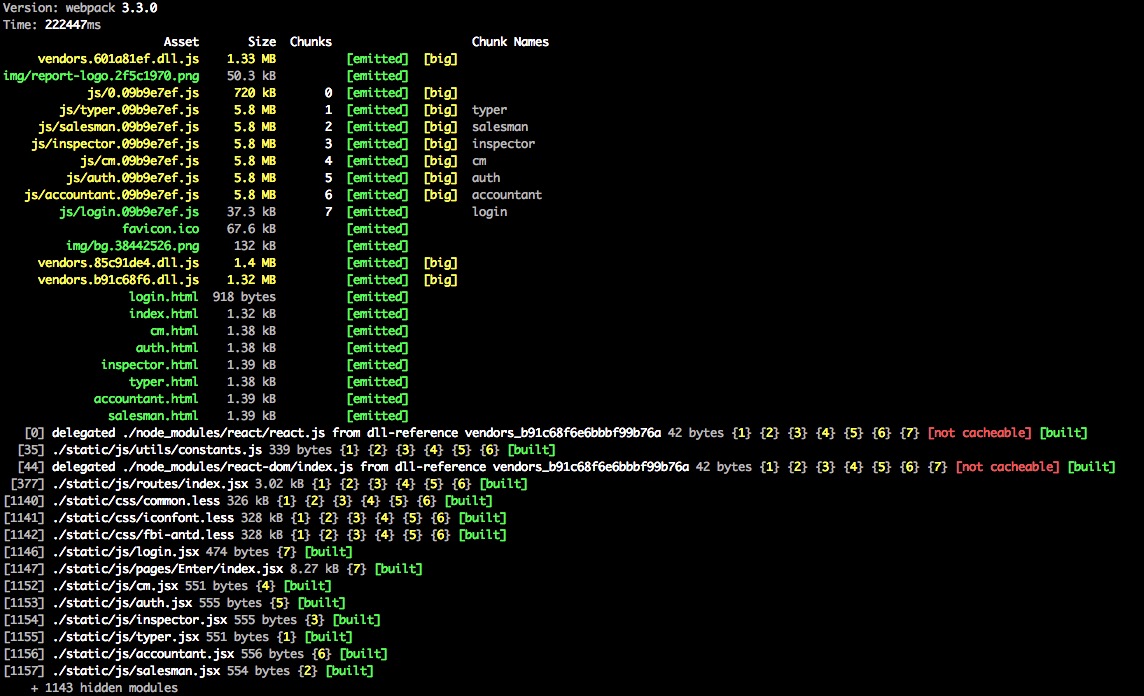 Version: webpack 3.3.0
Time: 222447ms
Asset Size Chunks Chunk Names
vendors.601a81ef.dll.js 1.33 MB [emitted] [big]
img/report-logo.2f5c1970.png 50.3 kB [emitted]
js/0.09b9e7ef.js 720 kB 0 [emitted] [big]
js/typer.09b9e7ef.js 5.8 MB 1 [emitted] [big] typer
js/salesman.09b9e7ef.js 5.8 MB 2 [emitted] [big] salesman
js/inspector.09b9e7ef.js 5.8 MB 3 [emitted] [big] inspector
js/cm.09b9e7ef.js 5.8 MB 4 [emitted] [big] cm
js/auth.09b9e7ef.js 5.8 MB 5 [emitted] [big] auth
js/accountant.09b9e7ef.js 5.8 MB 6 [emitted] [big] accountant
js/login.09b9e7ef.js 37.3 kB 7 [emitted] login
favicon.ico 67.6 kB [emitted]
img/bg.38442526.png 132 kB [emitted]
vendors.85c91de4.dll.js 1.4 MB [emitted] [big]
vendors.b91c68f6.dll.js 1.32 MB [emitted] [big]
login.html 918 bytes [emitted]
index.html 1.32 kB [emitted]
cm.html 1.38 kB [emitted]
auth.html 1.38 kB [emitted]
inspector.html 1.39 kB [emitted]
typer.html 1.38 kB [emitted]
accountant.html 1.39 kB [emitted]
salesman.html 1.39 kB [emitted]
[0] delegated ./node_modules/react/react.js from dll-reference vendors_b91c68f6e6bbbf99b76a 42 bytes {1} {2} {3} {4} {5} {6} {7} [not cacheable] [built]
[35] ./static/js/utils/constants.js 339 bytes {1} {2} {3} {4} {5} {6} [built]
[44] delegated ./node_modules/react-dom/index.js from dll-reference vendors_b91c68f6e6bbbf99b76a 42 bytes {1} {2} {3} {4} {5} {6} {7} [not cacheable] [built]
[377] ./static/js/routes/index.jsx 3.02 kB {1} {2} {3} {4} {5} {6} [built]
[1140] ./static/css/common.less 326 kB {1} {2} {3} {4} {5} {6} [built]
[1141] ./static/css/iconfont.less 328 kB {1} {2} {3} {4} {5} {6} [built]
[1142] ./static/css/fbi-antd.less 328 kB {1} {2} {3} {4} {5} {6} [built]
[1146] ./static/js/login.jsx 474 bytes {7} [built]
[1147] ./static/js/pages/Enter/index.jsx 8.27 kB {7} [built]
[1152] ./static/js/cm.jsx 551 bytes {4} [built]
[1153] ./static/js/auth.jsx 555 bytes {5} [built]
[1154] ./static/js/inspector.jsx 555 bytes {3} [built]
[1155] ./static/js/typer.jsx 551 bytes {1} [built]
[1156] ./static/js/accountant.jsx 556 bytes {6} [built]
[1157] ./static/js/salesman.jsx 554 bytes {2} [built]
+ 1143 hidden modules